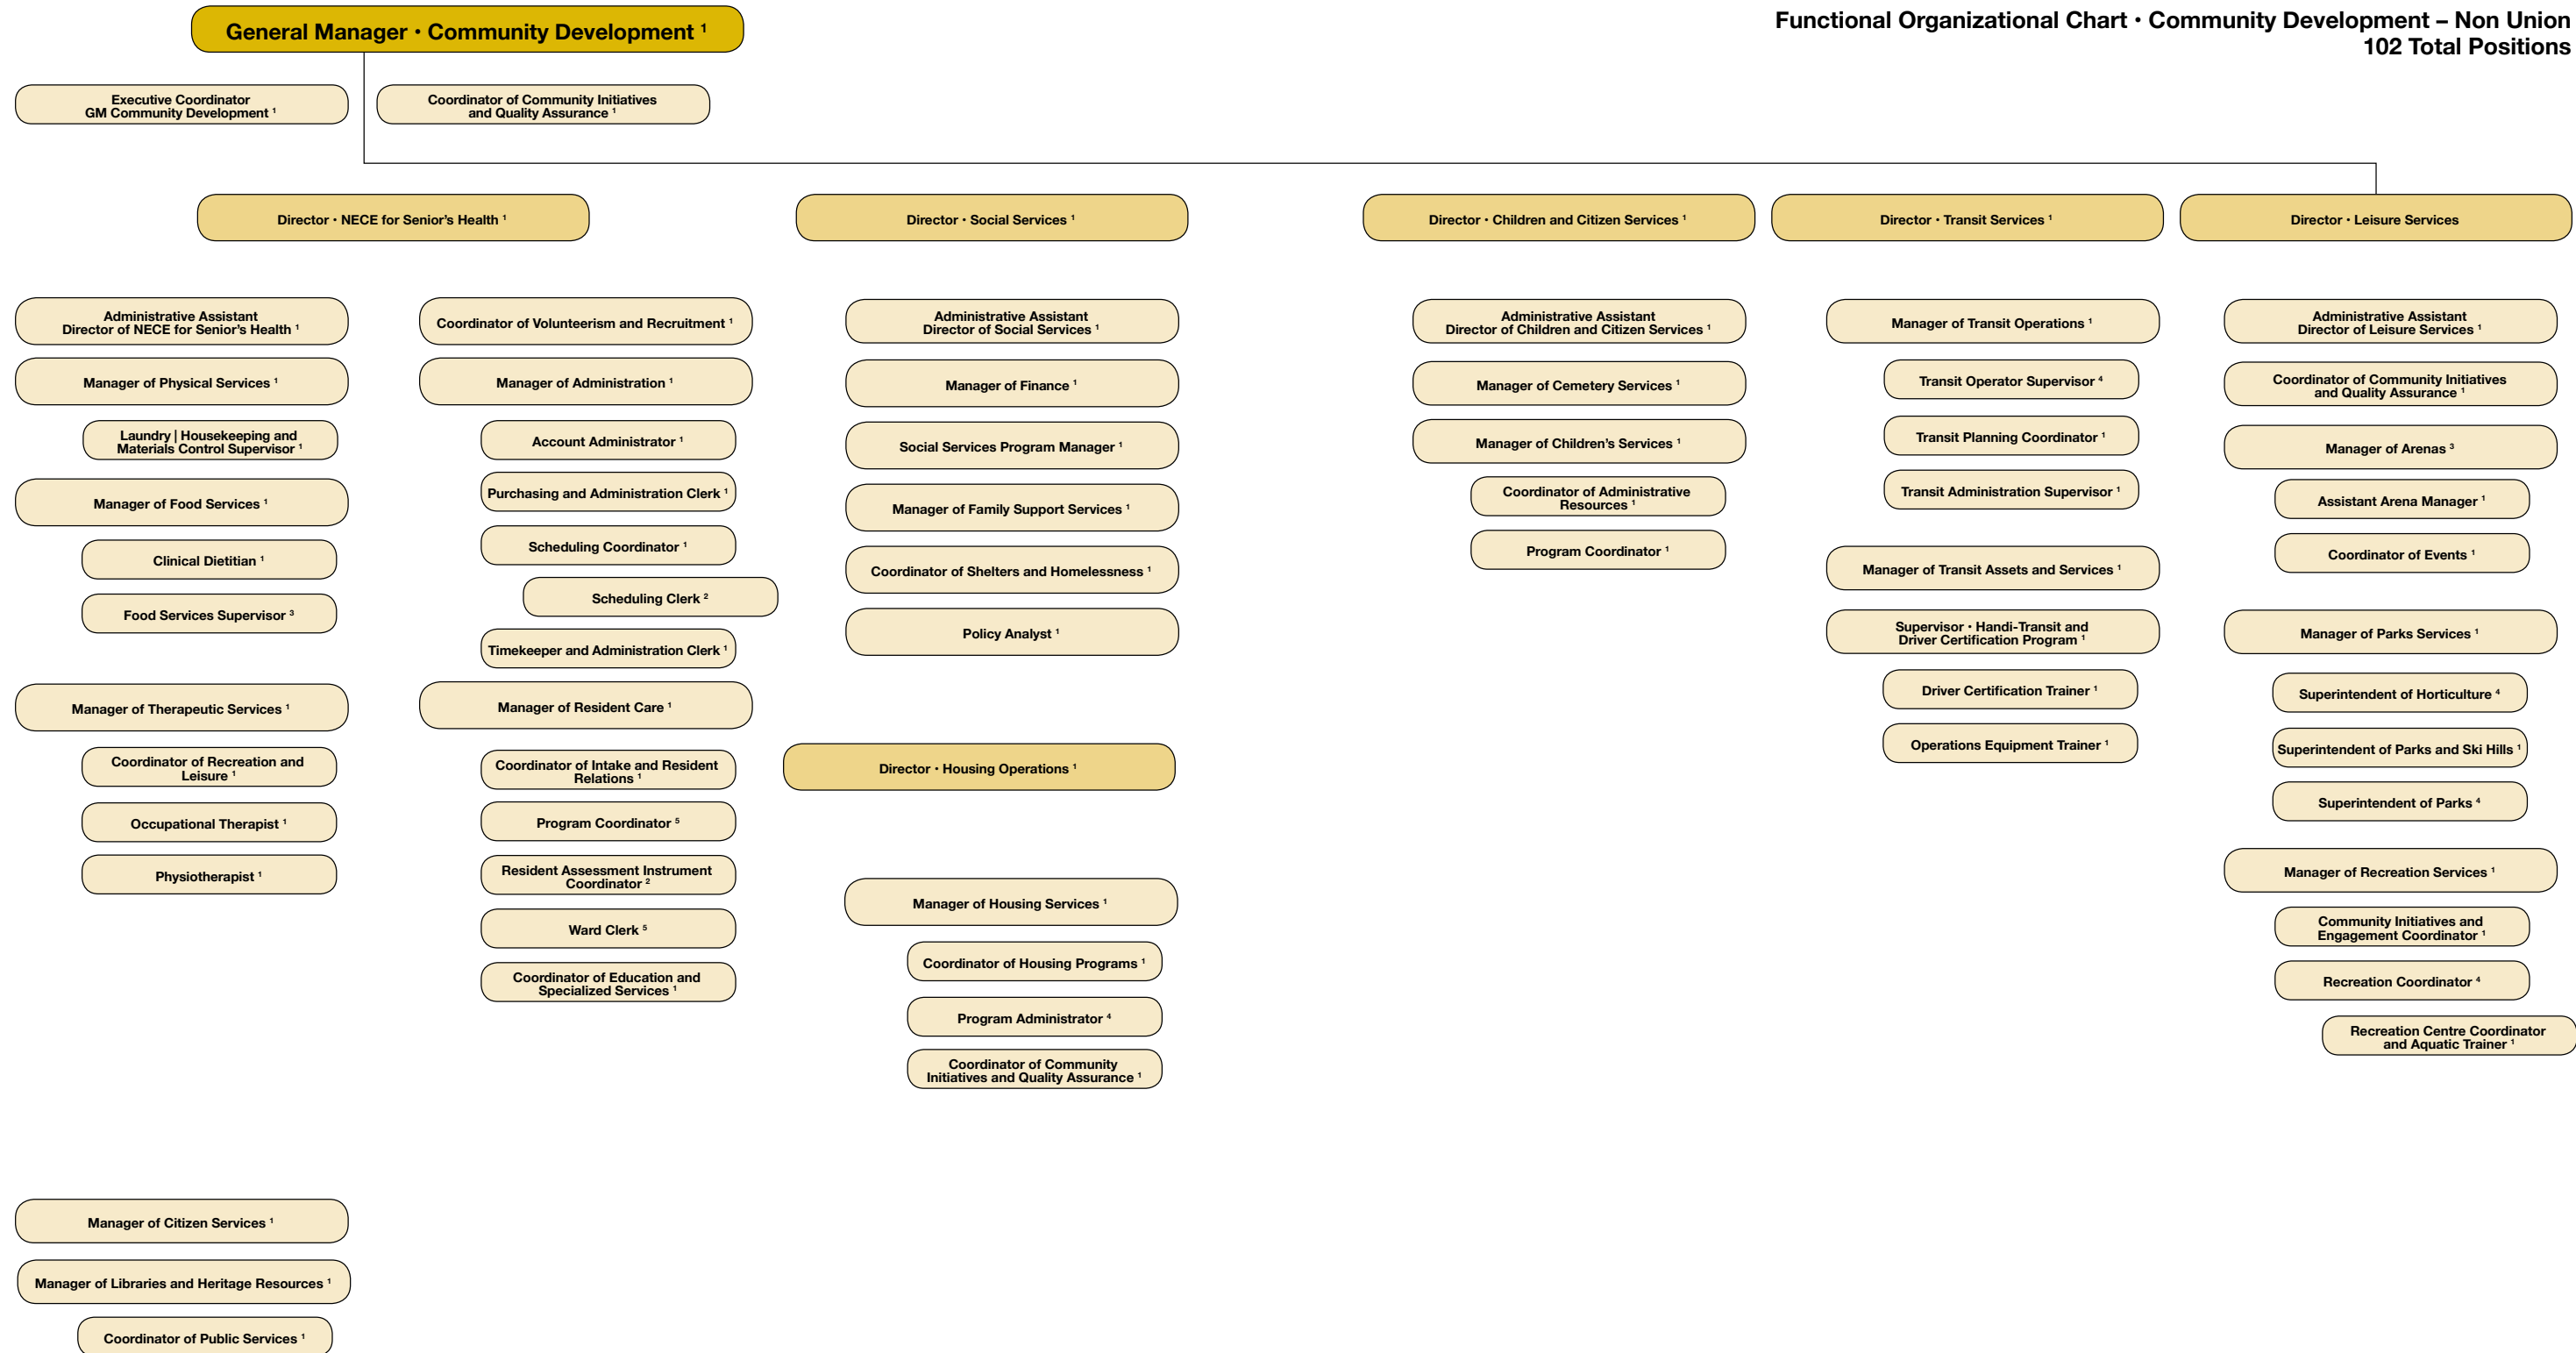 Functional Organizational Chart • Community Development – Non Union
102 Total Positions
General Manager • Community Development ¹
Executive Coordinator
GM Community Development ¹
Coordinator of Community Initiatives
and Quality Assurance ¹
Director • NECE for Senior’s Health ¹
Administrative Assistant
Director of NECE for Senior’s Health ¹
Manager of Physical Services ¹
Laundry | Housekeeping and
Materials Control Supervisor ¹
Manager of Food Services ¹
Clinical Dietitian ¹
Food Services Supervisor ³
Manager of Therapeutic Services ¹
Coordinator of Recreation and
Leisure ¹
Occupational Therapist ¹
Physiotherapist ¹
Coordinator of Volunteerism and Recruitment ¹
Manager of Administration ¹
Account Administrator ¹
Purchasing and Administration Clerk ¹
Scheduling Coordinator ¹
Scheduling Clerk ²
Timekeeper and Administration Clerk ¹
Manager of Resident Care ¹
Coordinator of Intake and Resident
Relations ¹
Program Coordinator ⁵
Resident Assessment Instrument
Coordinator ²
Ward Clerk ⁵
Coordinator of Education and
Specialized Services ¹
Director • Social Services ¹
Administrative Assistant
Director of Social Services ¹
Manager of Finance ¹
Social Services Program Manager ¹
Manager of Family Support Services ¹
Coordinator of Shelters and Homelessness ¹
Policy Analyst ¹
Director • Housing Operations ¹
Manager of Housing Services ¹
Coordinator of Housing Programs ¹
Program Administrator ⁴
Coordinator of Community
Initiatives and Quality Assurance ¹
Director • Children and Citizen Services ¹
Administrative Assistant
Director of Children and Citizen Services ¹
Manager of Cemetery Services ¹
Manager of Children’s Services ¹
Coordinator of Administrative
Resources ¹
Program Coordinator ¹
Director • Transit Services ¹
Manager of Transit Operations ¹
Transit Operator Supervisor ⁴
Transit Planning Coordinator ¹
Transit Administration Supervisor ¹
Manager of Transit Assets and Services ¹
Supervisor • Handi-Transit and
Driver Certification Program ¹
Driver Certification Trainer ¹
Operations Equipment Trainer ¹
Director • Leisure Services
Administrative Assistant
Director of Leisure Services ¹
Coordinator of Community Initiatives
and Quality Assurance ¹
Manager of Arenas ³
Assistant Arena Manager ¹
Coordinator of Events ¹
Manager of Parks Services ¹
Superintendent of Horticulture ⁴
Superintendent of Parks and Ski Hills ¹
Superintendent of Parks ⁴
Manager of Recreation Services ¹
Community Initiatives and
Engagement Coordinator ¹
Recreation Coordinator ⁴
Recreation Centre Coordinator
and Aquatic Trainer ¹
Manager of Citizen Services ¹
Manager of Libraries and Heritage Resources ¹
Coordinator of Public Services ¹